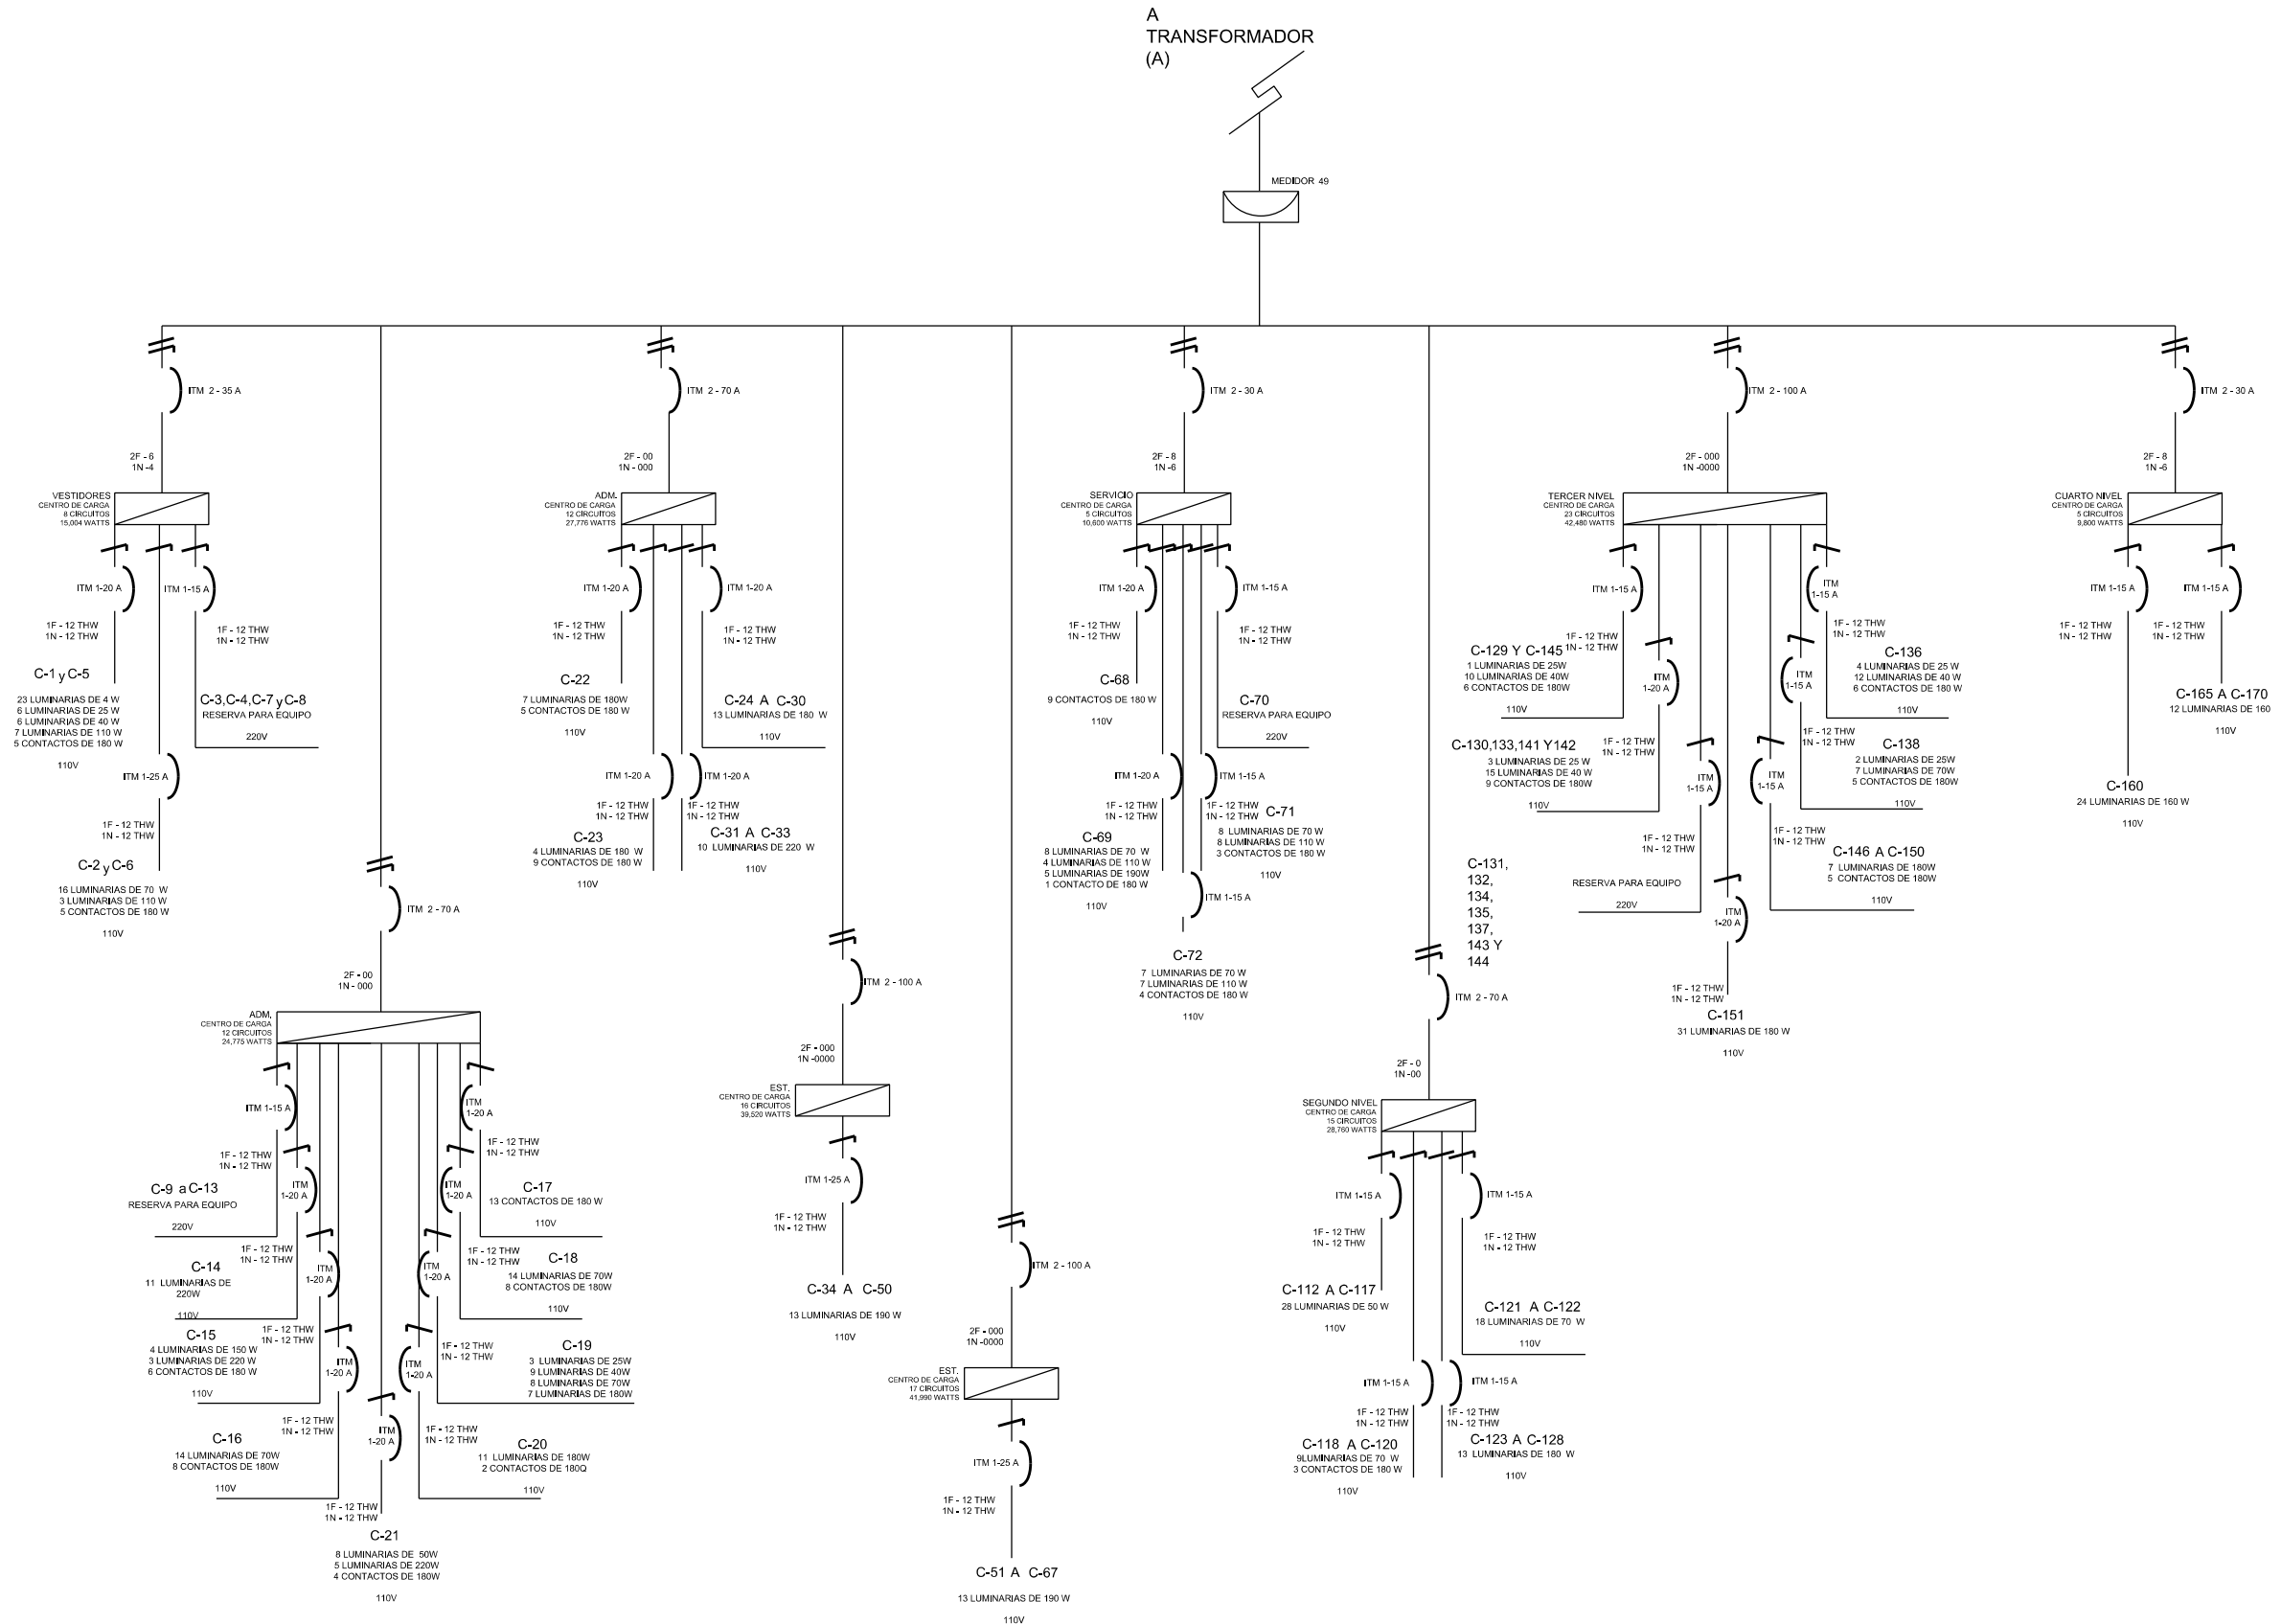 A
TRANSFORMADOR
(A)
MEDIDOR 49
ITM 2 - 35 A
2F - 6
1N -4
VESTIDORES
CENTRO DE CARGA
8 CIRCUITOS
15,004 WATTS
ITM 1-20 A
ITM 1-15 A
1F - 12 THW
1N - 12 THW
1F - 12 THW
1N - 12 THW
C-1 y C-5
23 LUMINARIAS DE 4 W
6 LUMINARIAS DE 25 W
6 LUMINARIAS DE 40 W
7 LUMINARIAS DE 110 W
5 CONTACTOS DE 180 W
110V
C-3,C-4,C-7 y C-8
RESERVA PARA EQUIPO
220V
ITM 1-25 A
1F - 12 THW
1N - 12 THW
C-2 y C-6
16 LUMINARIAS DE 70 W
3 LUMINARIAS DE 110 W
5 CONTACTOS DE 180 W
110V
ITM 2 - 70 A
2F - 00
1N - 000
ADM,
CENTRO DE CARGA
12 CIRCUITOS
24,775 WATTS
ITM 1-15 A
ITM
1-20 A
1F - 12 THW
1N - 12 THW
1F - 12 THW
1N - 12 THW
C-9 a C-13
RESERVA PARA EQUIPO
220V
ITM
1-20 A
ITM
1-20 A
C-17
13 CONTACTOS DE 180 W
110V
1F - 12 THW
1N - 12 THW
1F - 12 THW
1N - 12 THW
C-14
11 LUMINARIAS DE
220W
110V
ITM
1-20 A
ITM
1-20 A
C-18
14 LUMINARIAS DE 70W
8 CONTACTOS DE 180W
110V
1F - 12 THW
1N - 12 THW
1F - 12 THW
1N - 12 THW
C-15
4 LUMINARIAS DE 150 W
3 LUMINARIAS DE 220 W
6 CONTACTOS DE 180 W
110V
ITM
1-20 A
ITM
1-20 A
C-19
3 LUMINARIAS DE 25W
9 LUMINARIAS DE 40W
8 LUMINARIAS DE 70W
7 LUMINARIAS DE 180W
1F - 12 THW
1N - 12 THW
1F - 12 THW
1N - 12 THW
C-16
14 LUMINARIAS DE 70W
8 CONTACTOS DE 180W
110V
ITM
1-20 A
C-20
11 LUMINARIAS DE 180W
2 CONTACTOS DE 180Q
110V
1F - 12 THW
1N - 12 THW
C-21
8 LUMINARIAS DE 50W
5 LUMINARIAS DE 220W
4 CONTACTOS DE 180W
110V
ITM 2 - 70 A
2F - 00
1N - 000
ADM.
CENTRO DE CARGA
12 CIRCUITOS
27,776 WATTS
ITM 1-20 A
ITM 1-20 A
1F - 12 THW
1N - 12 THW
1F - 12 THW
1N - 12 THW
C-22
7 LUMINARIAS DE 180W
5 CONTACTOS DE 180 W
110V
C-24 A C-30
13 LUMINARIAS DE 180 W
110V
ITM 1-20 A
ITM 1-20 A
1F - 12 THW
1N - 12 THW
1F - 12 THW
1N - 12 THW
C-23
4 LUMINARIAS DE 180 W
9 CONTACTOS DE 180 W
110V
C-31 A C-33
10 LUMINARIAS DE 220 W
110V
ITM 2 - 100 A
2F - 000
1N -0000
EST.
CENTRO DE CARGA
16 CIRCUITOS
39,520 WATTS
ITM 1-25 A
1F - 12 THW
1N - 12 THW
C-34 A C-50
13 LUMINARIAS DE 190 W
110V
ITM 2 - 100 A
2F - 000
1N -0000
EST.
CENTRO DE CARGA
17 CIRCUITOS
41,990 WATTS
ITM 1-25 A
1F - 12 THW
1N - 12 THW
C-51 A C-67
13 LUMINARIAS DE 190 W
110V
ITM 2 - 30 A
2F - 8
1N -6
SERVICIO
CENTRO DE CARGA
5 CIRCUITOS
10,600 WATTS
ITM 1-20 A
ITM 1-15 A
1F - 12 THW
1N - 12 THW
1F - 12 THW
1N - 12 THW
C-68
9 CONTACTOS DE 180 W
110V
C-70
RESERVA PARA EQUIPO
220V
ITM 1-20 A
ITM 1-15 A
1F - 12 THW
1N - 12 THW
1F - 12 THW
1N - 12 THW
C-69
8 LUMINARIAS DE 70 W
4 LUMINARIAS DE 110 W
5 LUMINARIAS DE 190W
1 CONTACTO DE 180 W
110V
C-71
8 LUMINARIAS DE 70 W
8 LUMINARIAS DE 110 W
3 CONTACTOS DE 180 W
110V
ITM 1-15 A
C-72
7 LUMINARIAS DE 70 W
7 LUMINARIAS DE 110 W
4 CONTACTOS DE 180 W
110V
C-131,
132,
134,
135,
137,
143 Y
144
ITM 2 - 70 A
2F - 0
1N -00
SEGUNDO NIVEL
CENTRO DE CARGA
15 CIRCUITOS
28,760 WATTS
ITM 1-15 A
ITM 1-15 A
1F - 12 THW
1N - 12 THW
1F - 12 THW
1N - 12 THW
C-112 A C-117
28 LUMINARIAS DE 50 W
110V
C-121 A C-122
18 LUMINARIAS DE 70 W
110V
ITM 1-15 A
ITM 1-15 A
1F - 12 THW
1N - 12 THW
1F - 12 THW
1N - 12 THW
C-118 A C-120
9LUMINARIAS DE 70 W
3 CONTACTOS DE 180 W
110V
C-123 A C-128
13 LUMINARIAS DE 180 W
110V
ITM 2 - 100 A
2F - 000
1N -0000
TERCER NIVEL
CENTRO DE CARGA
23 CIRCUITOS
42,480 WATTS
ITM 1-15 A
ITM
1-15 A
1F - 12 THW
1N - 12 THW
1F - 12 THW
1N - 12 THW
C-129 Y C-145
1 LUMINARIAS DE 25W
10 LUMINARIAS DE 40W
6 CONTACTOS DE 180W
110V
ITM
1-20 A
ITM
1-15 A
C-136
4 LUMINARIAS DE 25 W
12 LUMINARIAS DE 40 W
6 CONTACTOS DE 180 W
110V
1F - 12 THW
1N - 12 THW
1F - 12 THW
1N - 12 THW
C-130,133,141 Y142
3 LUMINARIAS DE 25 W
15 LUMINARIAS DE 40 W
9 CONTACTOS DE 180W
110V
ITM
1-15 A
ITM
1-15 A
C-138
2 LUMINARIAS DE 25W
7 LUMINARIAS DE 70W
5 CONTACTOS DE 180W
110V
1F - 12 THW
1N - 12 THW
1F - 12 THW
1N - 12 THW
RESERVA PARA EQUIPO
220V
ITM
1-20 A
C-146 A C-150
7 LUMINARIAS DE 180W
5 CONTACTOS DE 180W
110V
1F - 12 THW
1N - 12 THW
C-151
31 LUMINARIAS DE 180 W
110V
ITM 2 - 30 A
2F - 8
1N -6
CUARTO NIVEL
CENTRO DE CARGA
5 CIRCUITOS
9,800 WATTS
ITM 1-15 A
ITM 1-15 A
1F - 12 THW
1N - 12 THW
1F - 12 THW
1N - 12 THW
C-165 A C-170
12 LUMINARIAS DE 160
110V
C-160
24 LUMINARIAS DE 160 W
110V